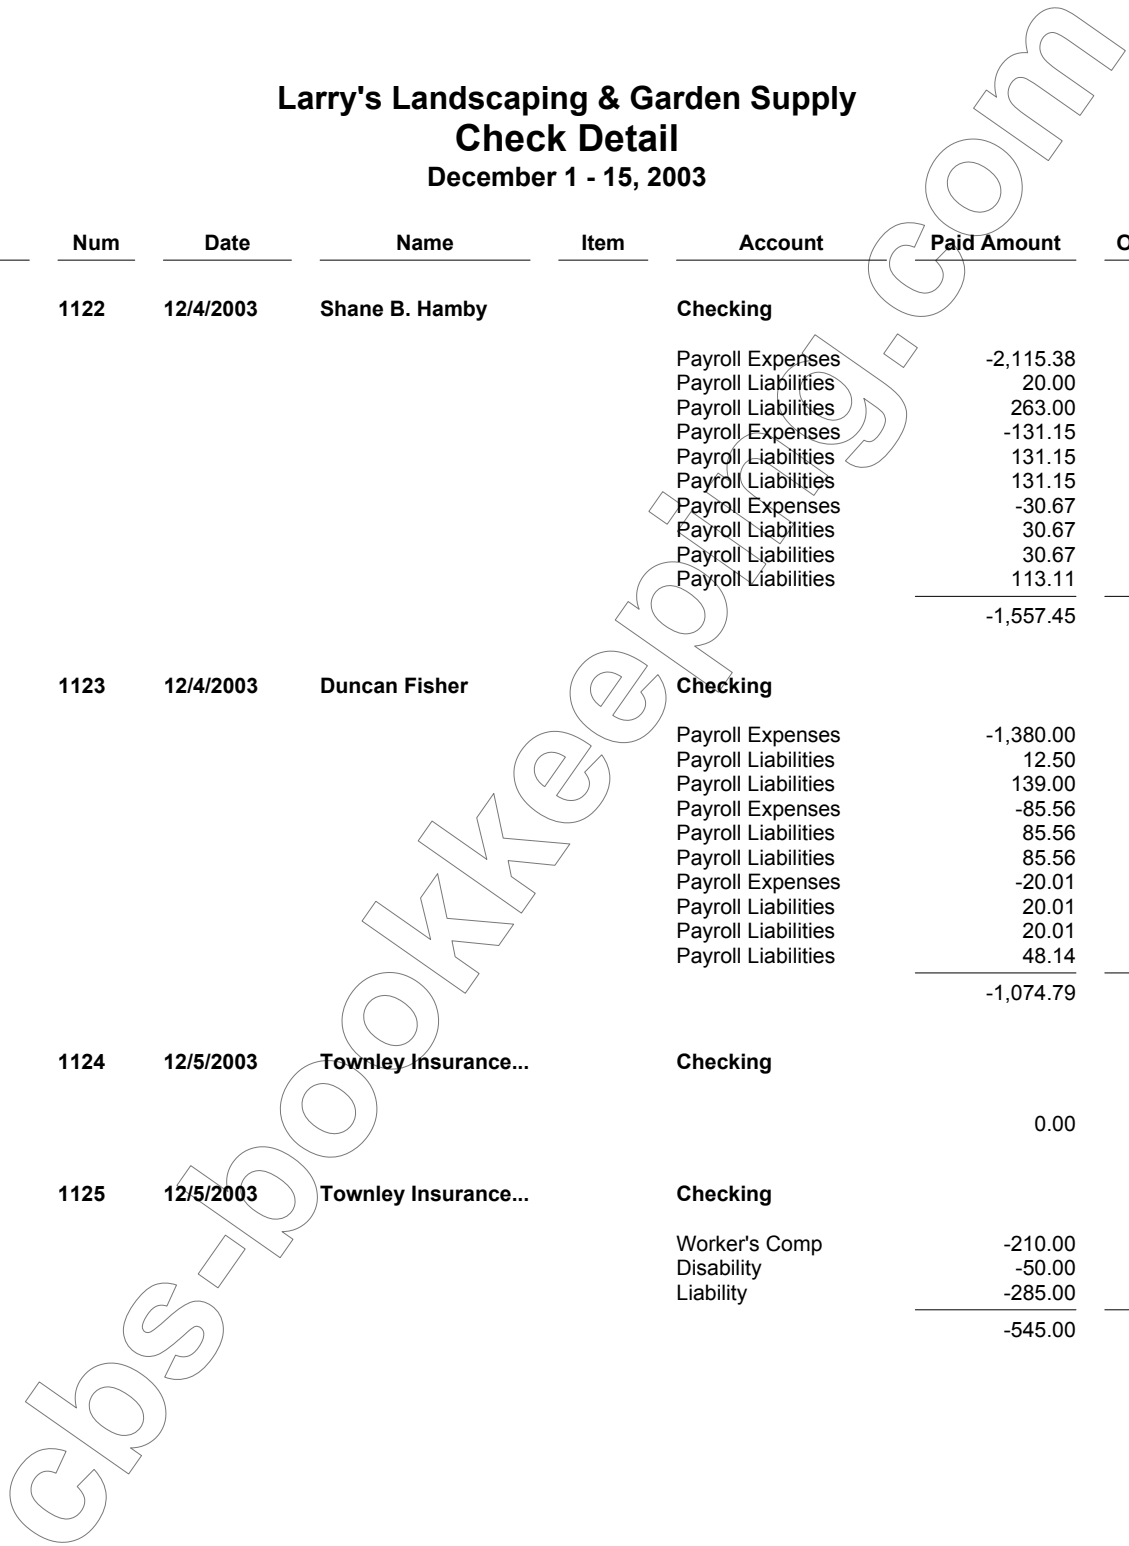 Larry's Landscaping & Garden Supply
Check Detail
December 1 - 15, 2003
Num Date Name Item Account Paid Amount O
1122 12/4/2003 Shane B. Hamby Checking
Payroll Expenses -2,115.38
Payroll Liabilities 20.00
Payroll Liabilities 263.00
Payroll Expenses -131.15
Payroll Liabilities 131.15
Payroll Liabilities 131.15
Payroll Expenses -30.67
Payroll Liabilities 30.67
Payroll Liabilities 30.67
Payroll Liabilities 113.11
-1,557.45
1123 12/4/2003 Duncan Fisher Checking
Payroll Expenses -1,380.00
Payroll Liabilities 12.50
Payroll Liabilities 139.00
Payroll Expenses -85.56
Payroll Liabilities 85.56
Payroll Liabilities 85.56
Payroll Expenses -20.01
Payroll Liabilities 20.01
Payroll Liabilities 20.01
Payroll Liabilities 48.14
-1,074.79
1124 12/5/2003 Townley Insurance... Checking
0.00
1125 12/5/2003 Townley Insurance... Checking
Worker's Comp -210.00
Disability -50.00
Liability -285.00
-545.00
cbs-bookkeeping.com